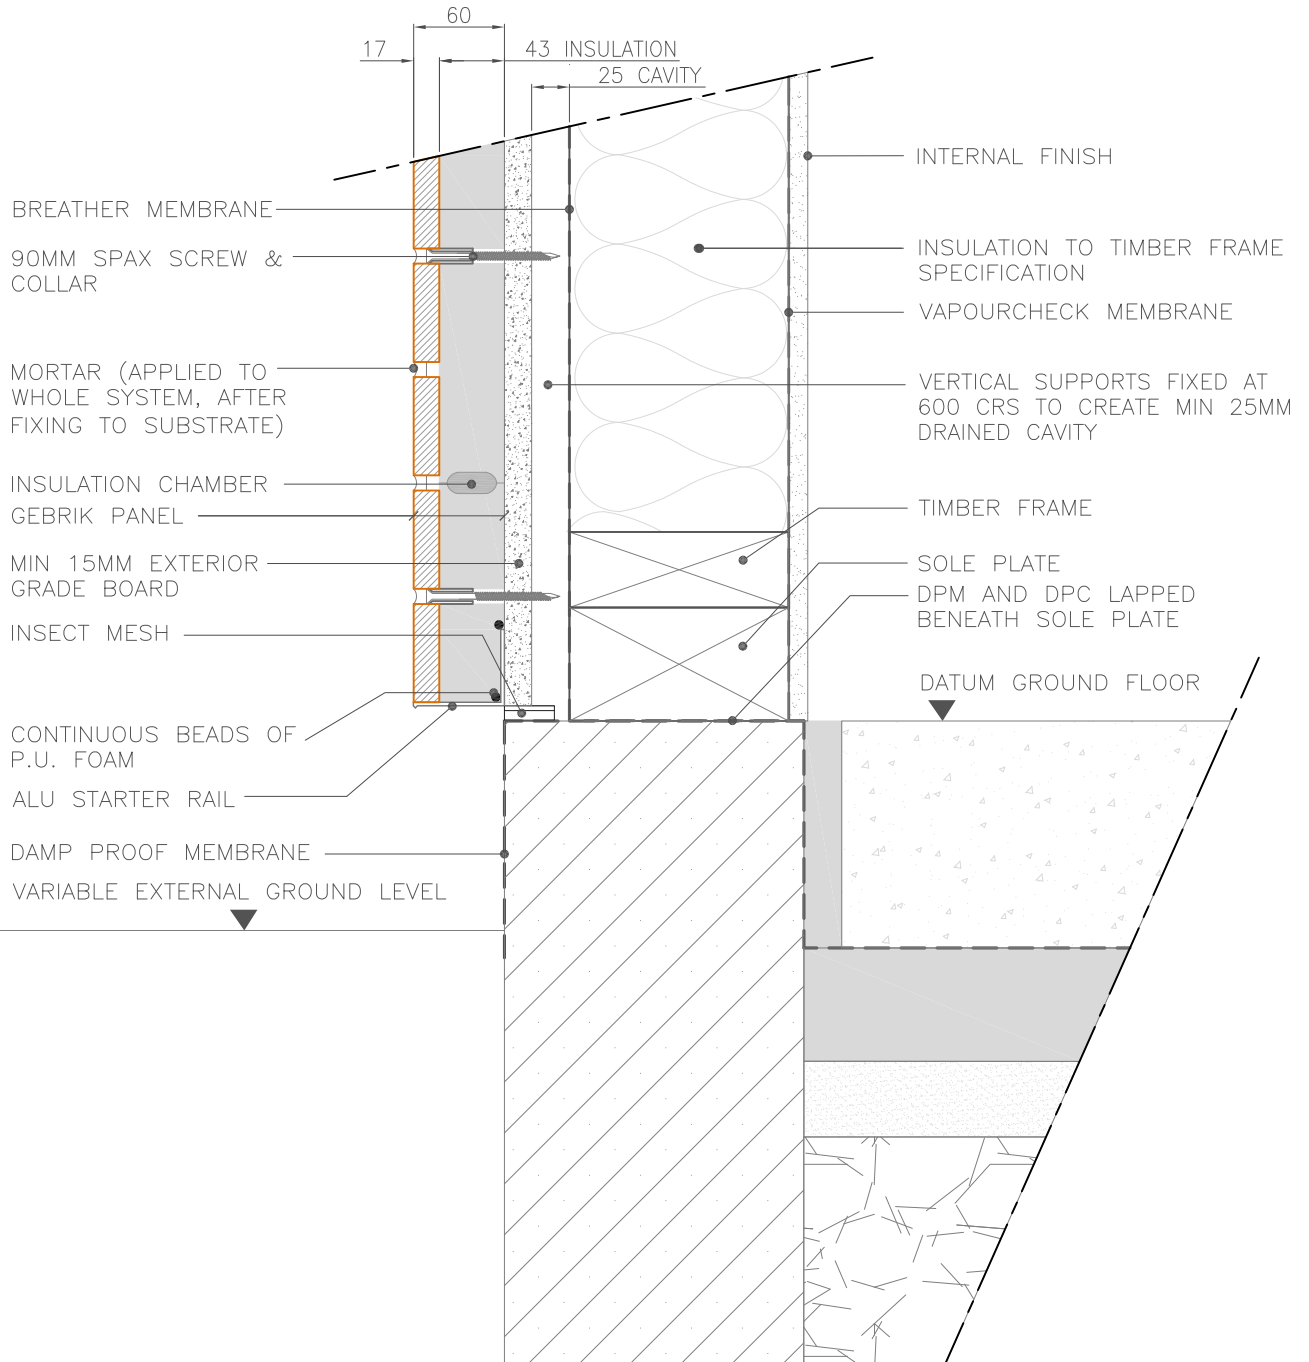 60
17
43 INSULATION
25 CAVITY
BREATHER MEMBRANE
90MM SPAX SCREW &
COLLAR
MORTAR (APPLIED TO
WHOLE SYSTEM, AFTER
FIXING TO SUBSTRATE)
INSULATION CHAMBER
GEBRIK PANEL
MIN 15MM EXTERIOR
GRADE BOARD
INSECT MESH
CONTINUOUS BEADS OF
P.U. FOAM
ALU STARTER RAIL
DAMP PROOF MEMBRANE
VARIABLE EXTERNAL GROUND LEVEL
INTERNAL FINISH
INSULATION TO TIMBER FRAME
SPECIFICATION
VAPOURCHECK MEMBRANE
VERTICAL SUPPORTS FIXED AT
600 CRS TO CREATE MIN 25MM
DRAINED CAVITY
TIMBER FRAME
SOLE PLATE
DPM AND DPC LAPPED
BENEATH SOLE PLATE
DATUM GROUND FLOOR